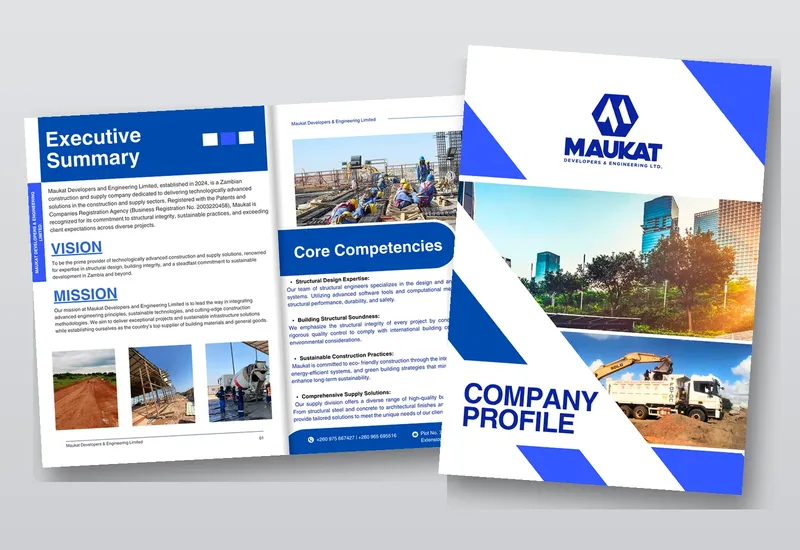 Executive
Summary
MAUKAT DEVELOPERS & ENGINEERING
LIMITED
Maukat Developers and Engineering Limited, established in 2024, is a Zambian
construction and supply company dedicated to delivering technologically advanced
solutions in the construction and supply sectors. Registered with the Patents and
Companies Registration Agency (Business Registration No. 2003220458), Maukat is
recognized for its commitment to structural integrity, sustainable practices, and exceeding
client expectations across diverse projects.
VISION
To be the prime provider of technologically advanced construction and supply solutions, renowned
for expertise in structural design, building integrity, and a steadfast commitment to sustainable
development in Zambia and beyond.
MISSION
Our mission at Maukat Developers and Engineering Limited is to lead the way in integrating
advanced engineering principles, sustainable technologies, and cutting-edge construction
methodologies. We aim to deliver exceptional projects and sustainable infrastructure solutions
while establishing ourselves as the country's top supplier of building materials and general goods.
Maukat Developers & Engineering Limited
01
Maukat Developers & Engineering Limited
Core Competencies
• Structural Design Expertise:
Our team of structural engineers specializes in the design and
systems. Utilizing advanced software tools and computational
structural performance, durability, and safety.
• Building Structural Soundness:
We emphasize the structural integrity of every project by
rigorous quality control to comply with international building
environmental considerations.
• Sustainable Construction Practices:
Maukat is committed to eco- friendly construction through the
energy-efficient systems, and green building strategies that
enhance long-term sustainability.
• Comprehensive Supply Solutions:
Our supply division offers a diverse range of high-quality
From structural steel and concrete to architectural finishes
provide tailored solutions to meet the unique needs of our
+260 975 667427 | +260 965 695516
Plot No.
Extension
MAUKAT
DEVELOPERS & ENGINEERING LTD.
COMPANY
PROFILE